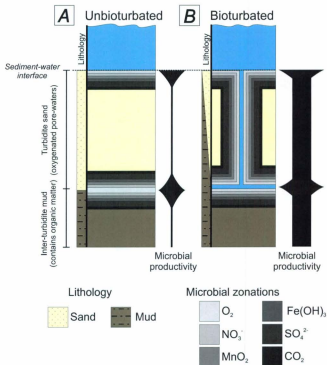 A Unbioturbated
B Bioturbated
Lithology
Lithology
Sediment-water
interface
Turbidite sand
(oxygenated pore-waters)
Inter-turbidite mud
(contains organic matter)
Microbial
productivity
Microbial
productivity
Lithology
Sand
Mud
Microbial zonations
O₂
NO₃⁻
MnO₂
Fe(OH)₃
SO₄²⁻
CO₂